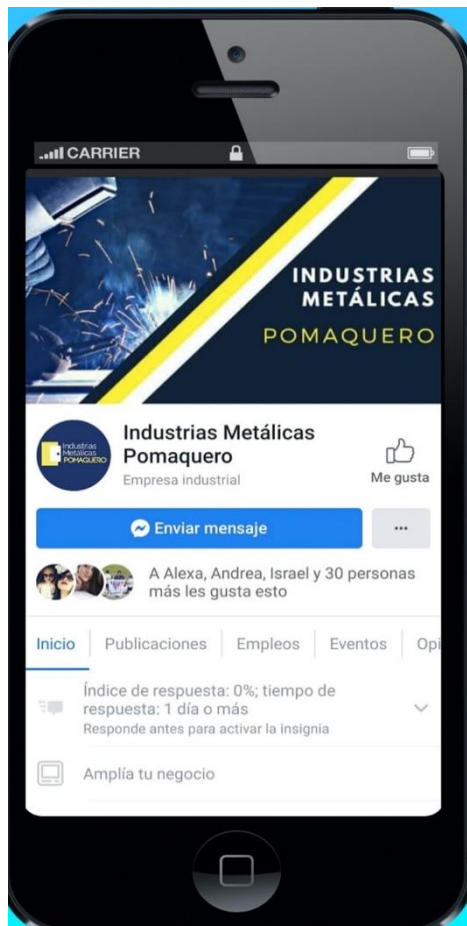 CARRIER
INDUSTRIAS
METÁLICAS
POMAQUERO
Industrias
Metálicas
POMAQUERO
Industrias Metálicas
Pomaquero
Empresa industrial
Me gusta
Enviar mensaje
A Alexa, Andrea, Israel y 30 personas
más les gusta esto
Inicio Publicaciones Empleos Eventos Opi
Índice de respuesta: 0%; tiempo de
respuesta: 1 día o más
Responde antes para activar la insignia
Amplía tu negocio